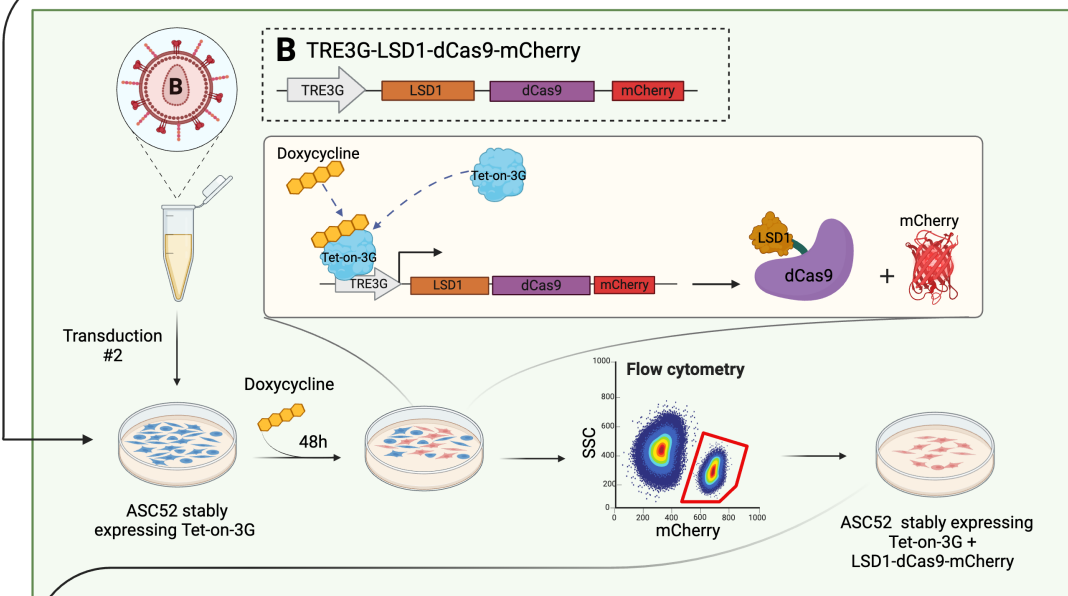 B
B TRE3G-LSD1-dCas9-mCherry
TRE3G LSD1 dCas9 mCherry
Doxycycline
Tet-on-3G
Tet-on-3G
TRE3G LSD1 dCas9 mCherry
LSD1
dCas9
+
mCherry
Transduction
#2
Doxycycline
48h
ASC52 stably
expressing Tet-on-3G
Flow cytometry
SSC
1000
800
600
400
200
0
0 200 400 600 800 1000
mCherry
ASC52 stably expressing
Tet-on-3G +
LSD1-dCas9-mCherry